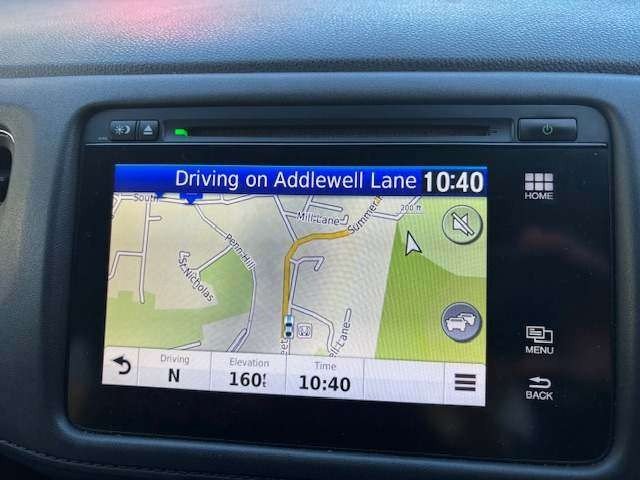 Driving on Addlewell Lane 10:40
South
Mill-Lane
Summer
200 ft
Penn-Hill
St-Nicholas
Driving
N
Elevation
160
Time
10:40
HOME
MENU
BACK